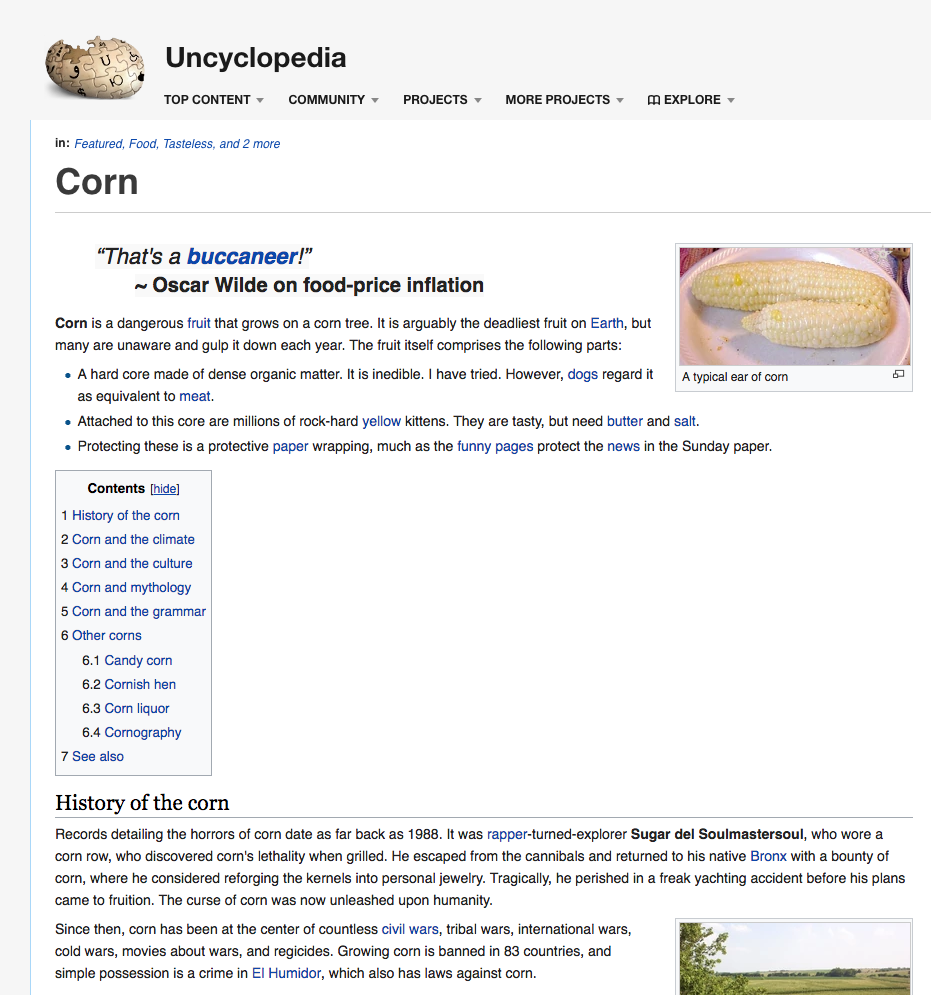 Uncyclopedia
TOP CONTENT COMMUNITY PROJECTS MORE PROJECTS EXPLORE
in: Featured, Food, Tasteless, and 2 more
Corn
“That's a buccaneer!”
~ Oscar Wilde on food-price inflation
A typical ear of corn
Corn is a dangerous fruit that grows on a corn tree. It is arguably the deadliest fruit on Earth, but
many are unaware and gulp it down each year. The fruit itself comprises the following parts:
• A hard core made of dense organic matter. It is inedible. I have tried. However, dogs regard it
as equivalent to meat.
• Attached to this core are millions of rock-hard yellow kittens. They are tasty, but need butter and salt.
• Protecting these is a protective paper wrapping, much as the funny pages protect the news in the Sunday paper.
Contents [hide]
1 History of the corn
2 Corn and the climate
3 Corn and the culture
4 Corn and mythology
5 Corn and the grammar
6 Other corns
6.1 Candy corn
6.2 Cornish hen
6.3 Corn liquor
6.4 Cornography
7 See also
History of the corn
Records detailing the horrors of corn date as far back as 1988. It was rapper-turned-explorer Sugar del Soulmastersoul, who wore a
corn row, who discovered corn's lethality when grilled. He escaped from the cannibals and returned to his native Bronx with a bounty of
corn, where he considered reforging the kernels into personal jewelry. Tragically, he perished in a freak yachting accident before his plans
came to fruition. The curse of corn was now unleashed upon humanity.
Since then, corn has been at the center of countless civil wars, tribal wars, international wars,
cold wars, movies about wars, and regicides. Growing corn is banned in 83 countries, and
simple possession is a crime in El Humidor, which also has laws against corn.